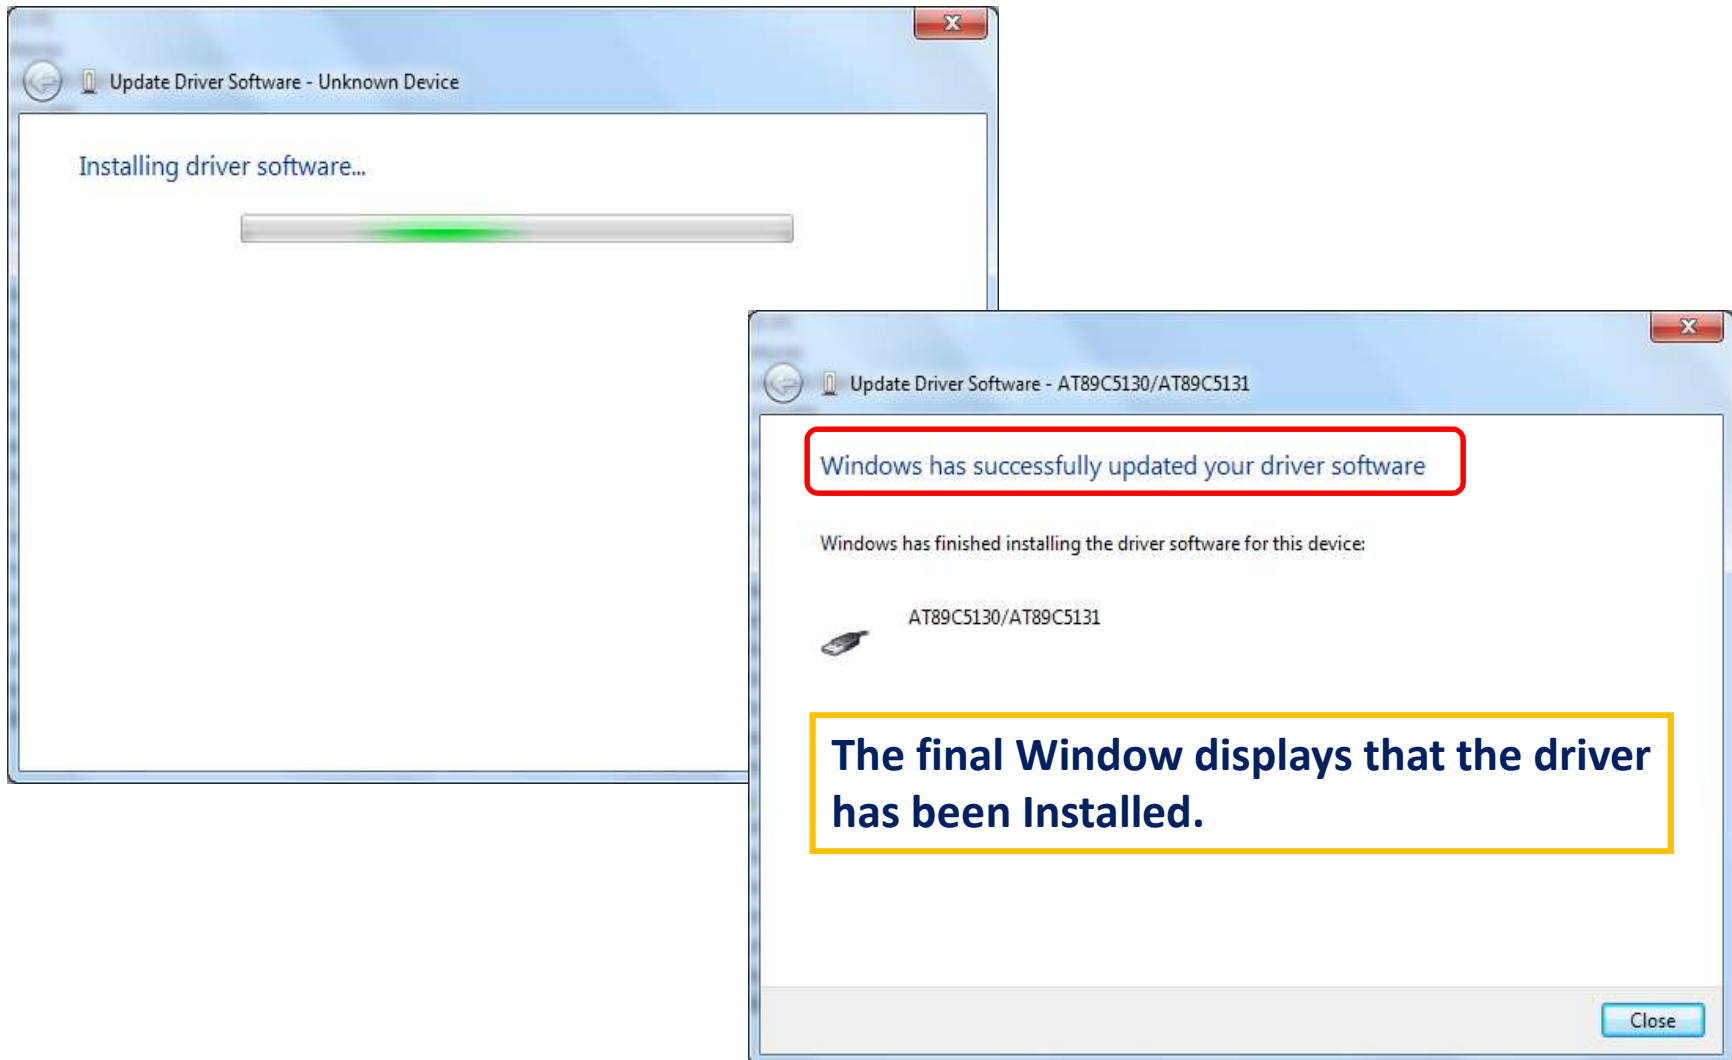 Update Driver Software - Unknown Device
Installing driver software...
Update Driver Software - AT89C5130/AT89C5131
Windows has successfully updated your driver software
Windows has finished installing the driver software for this device:
AT89C5130/AT89C5131
The final Window displays that the driver
has been Installed.
Close